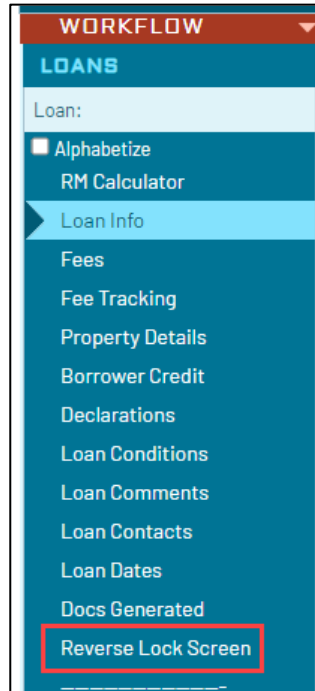 WORKFLOW
LOANS
Loan:
Alphabetize
RM Calculator
Loan Info
Fees
Fee Tracking
Property Details
Borrower Credit
Declarations
Loan Conditions
Loan Comments
Loan Contacts
Loan Dates
Docs Generated
Reverse Lock Screen
____________-